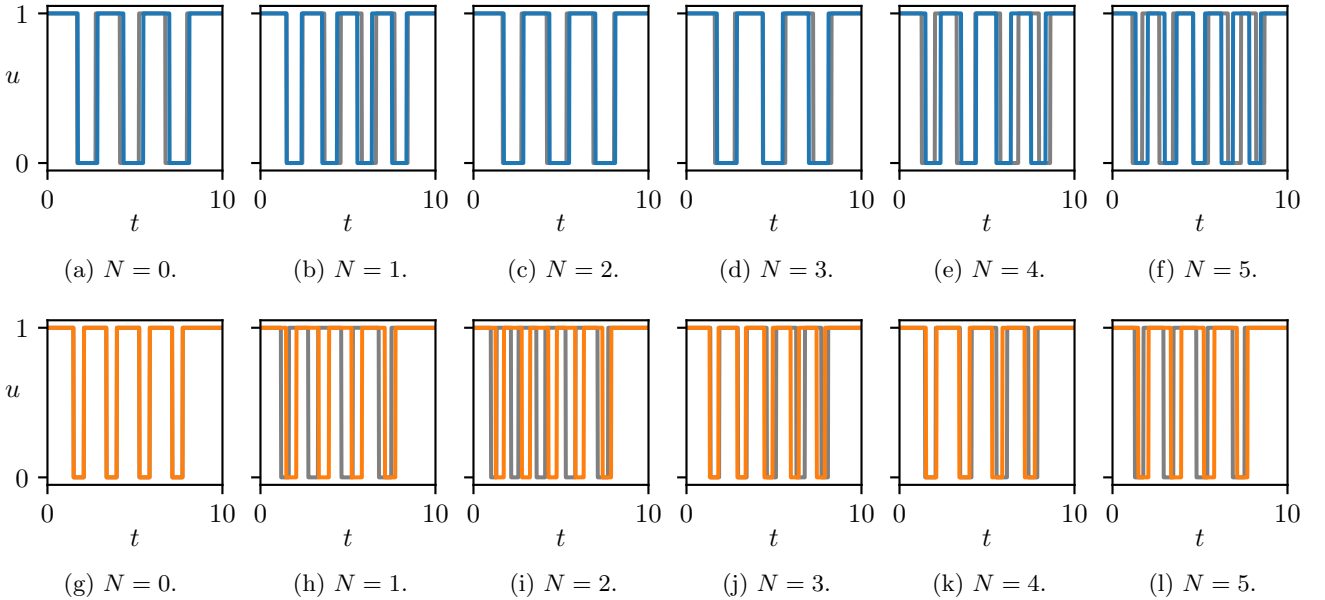 1
u
0
0 10 0 10 0 10 0 10 0 10 0 10
t t t t t t
(a) N = 0. (b) N = 1. (c) N = 2. (d) N = 3. (e) N = 4. (f) N = 5.
1
u
0
0 10 0 10 0 10 0 10 0 10 0 10
t t t t t t
(g) N = 0. (h) N = 1. (i) N = 2. (j) N = 3. (k) N = 4. (l) N = 5.